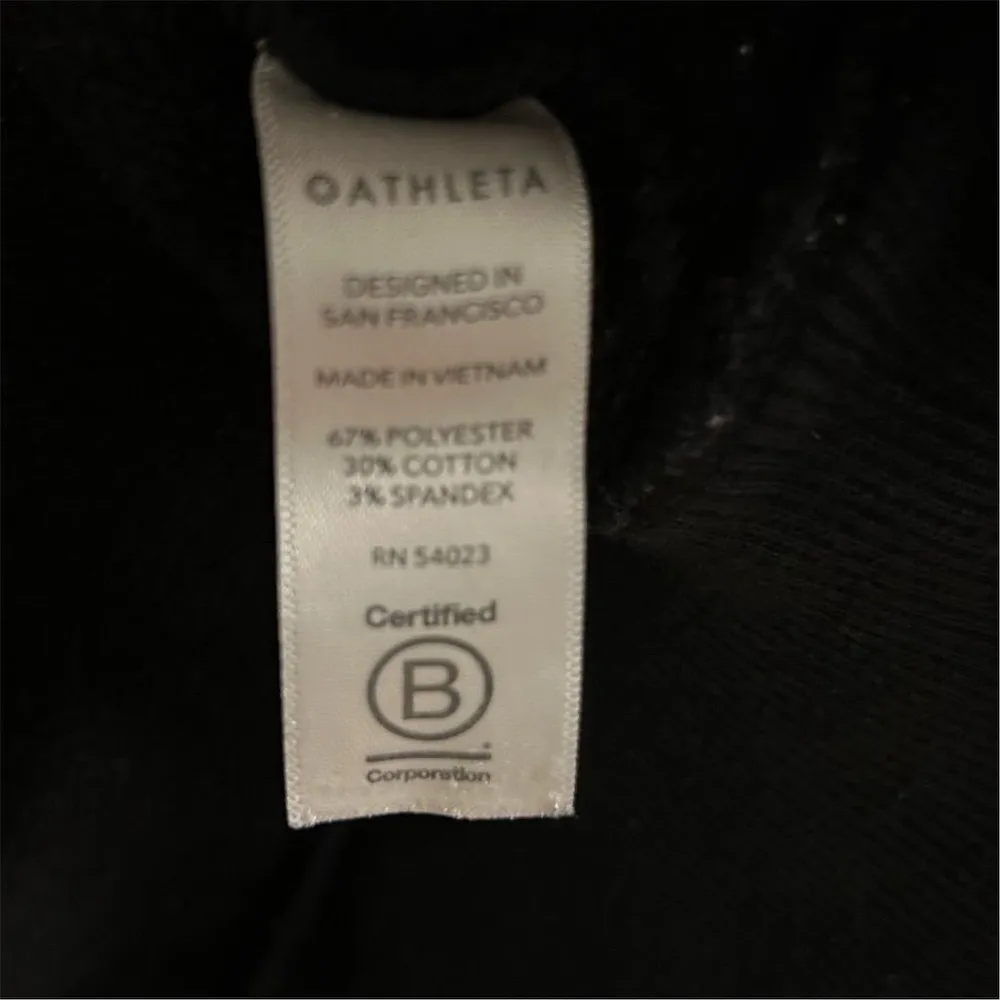 ATHLETA
DESIGNED IN
SAN FRANCISCO
MADE IN VIETNAM
67% POLYESTER
30% COTTON
3% SPANDEX
RN 54023
Certified
B
Corporation